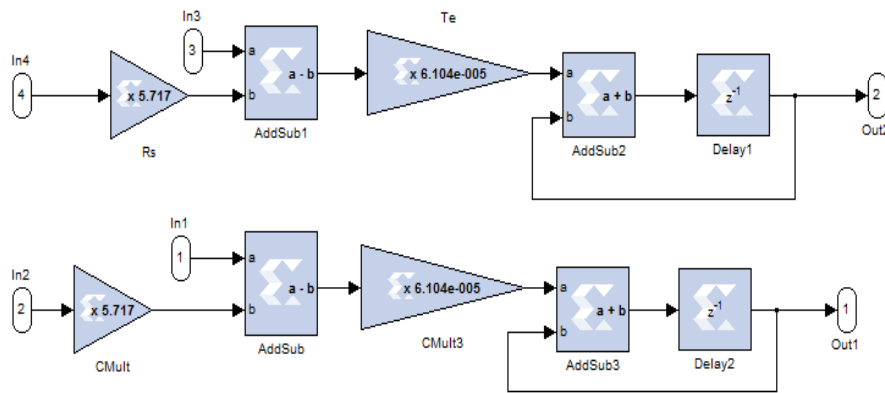 Te
In3
3
In4
4
x 5.717
Rs
a
b
a - b
AddSub1
x 6.104e-005
a
b
a + b
AddSub2
z-1
Delay1
2
Out2
In1
1
In2
2
x 5.717
CMult
a
b
a - b
AddSub
x 6.104e-005
CMult3
a
b
a + b
AddSub3
z-1
Delay2
1
Out1